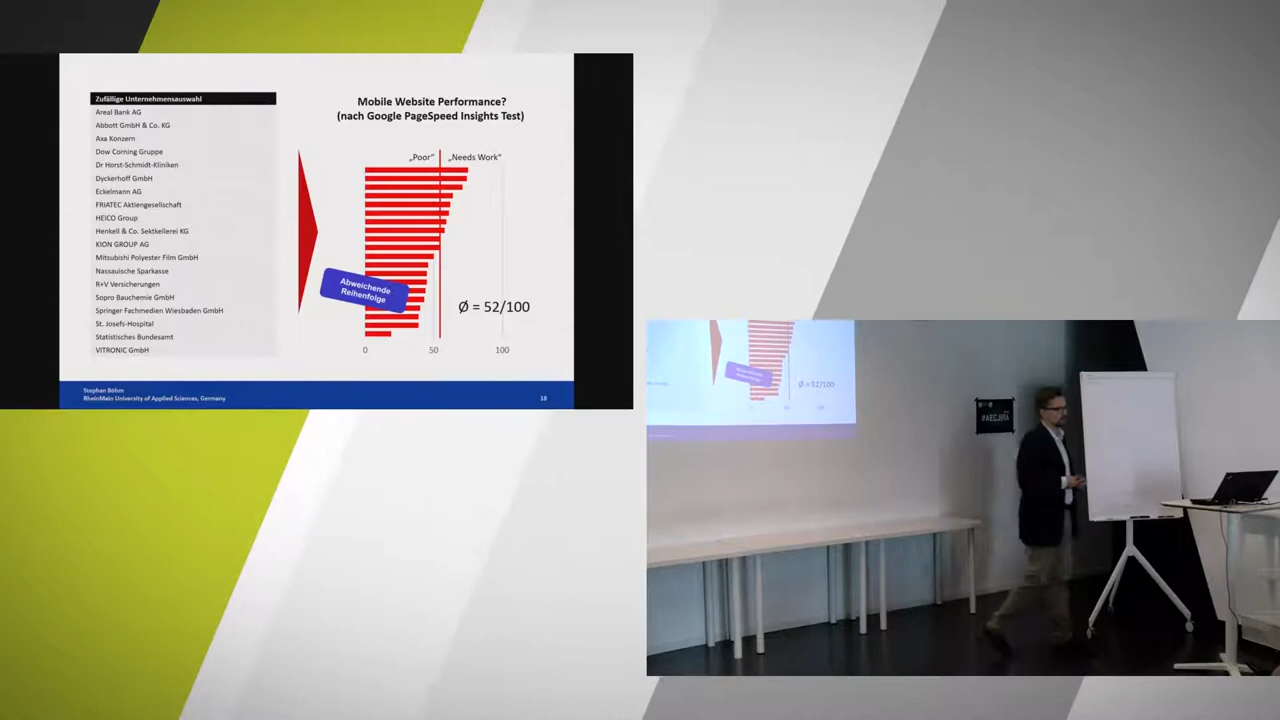 Zufällige Unternehmensauswahl
Areal Bank AG
Abbott GmbH & Co. KG
Axa Konzern
Dow Corning Gruppe
Dr Horst-Schmidt-Kliniken
Dyckerhoff GmbH
Eckelmann AG
FRIATEC Aktiengesellschaft
HEICO Group
Henkell & Co. Sektkellerei KG
KION GROUP AG
Mitsubishi Polyester Film GmbH
Nassauische Sparkasse
R+V Versicherungen
Sopro Bauchemie GmbH
Springer Fachmedien Wiesbaden GmbH
St. Josefs-Hospital
Statistisches Bundesamt
VITRONIC GmbH
Mobile Website Performance?
(nach Google PageSpeed Insights Test)
„Poor“ „Needs Work“
Abweichende
Reihenfolge
Ø = 52/100
0 50 100
Stephan Böhm
RheinMain University of Applied Sciences, Germany
18
Ø = 52/100